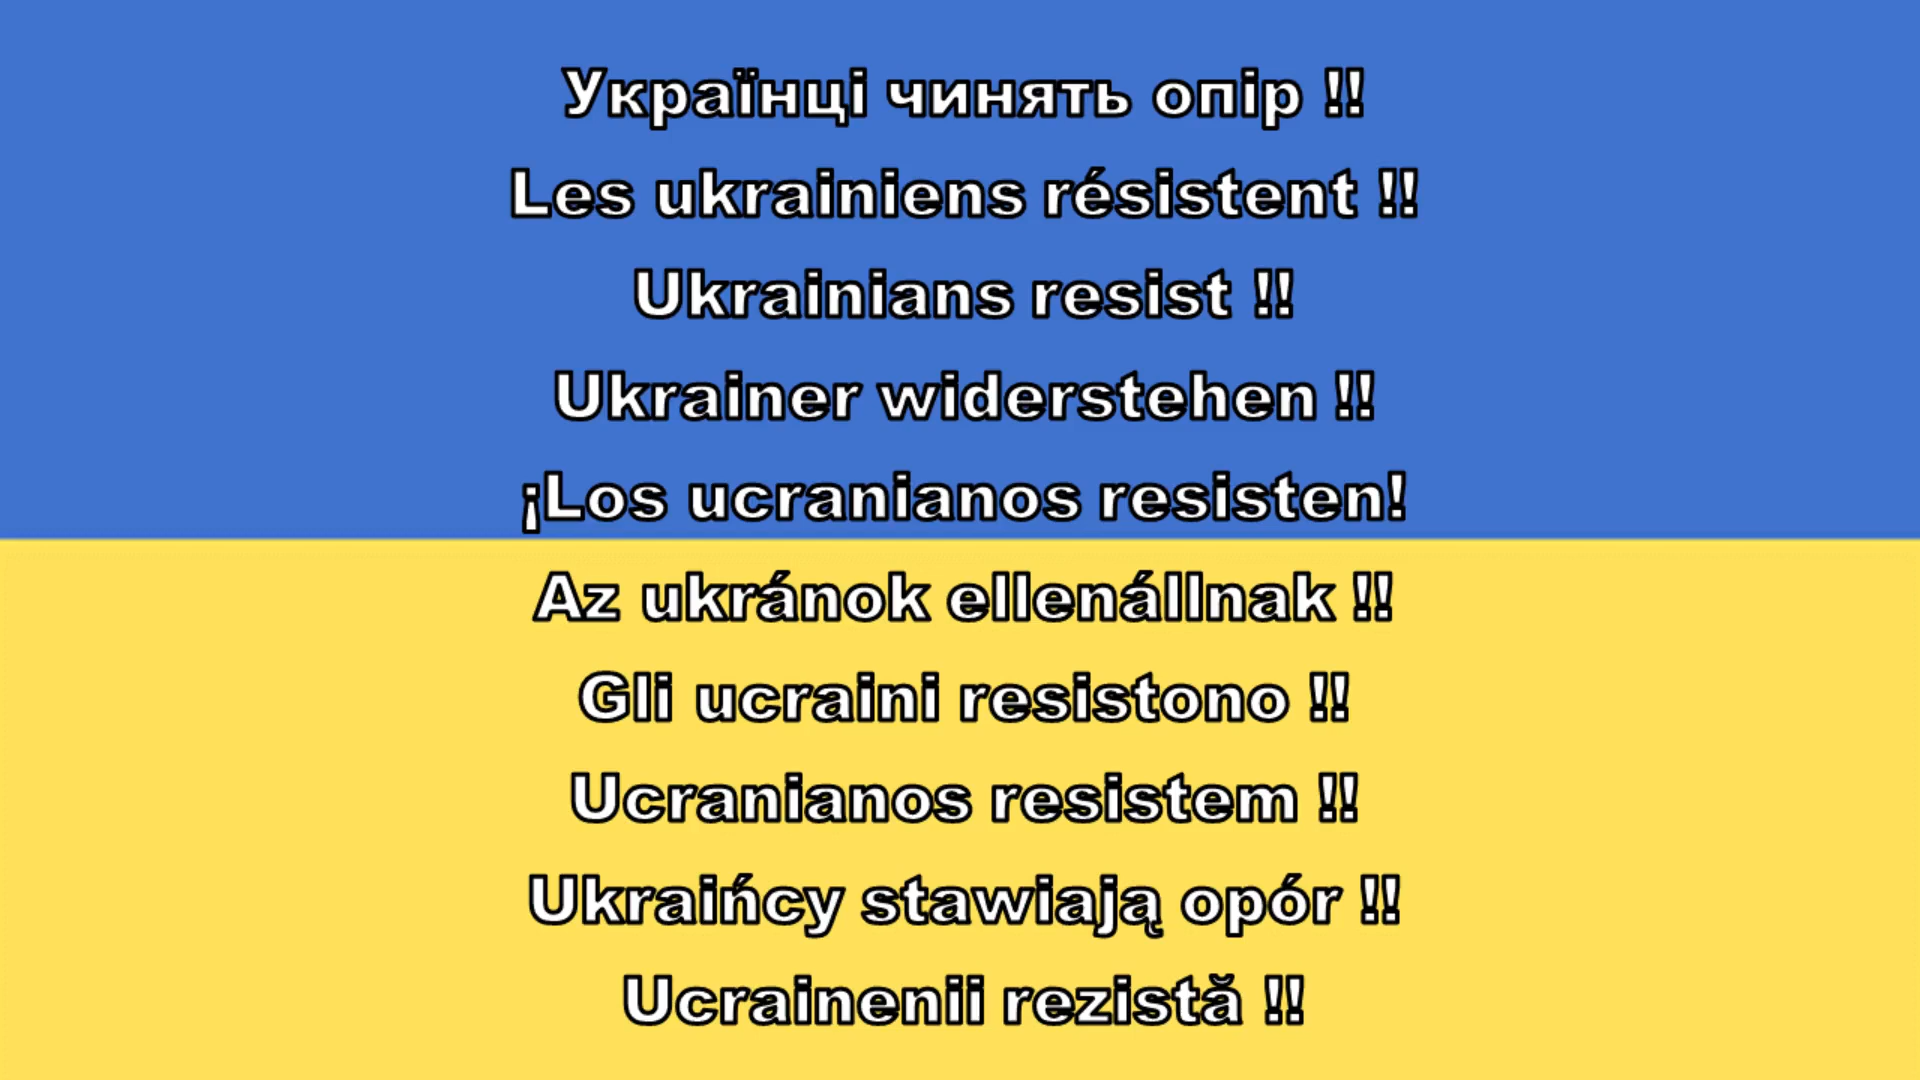 Українці чинять опір !!
Les ukrainiens résistent !!
Ukrainians resist !!
Ukrainer widerstehen !!
¡Los ucranianos resisten!
Az ukránok ellenállnak !!
Gli ucraini resistono !!
Ucranianos resistem !!
Ukraińcy stawiają opór !!
Ucrainenii rezistă !!